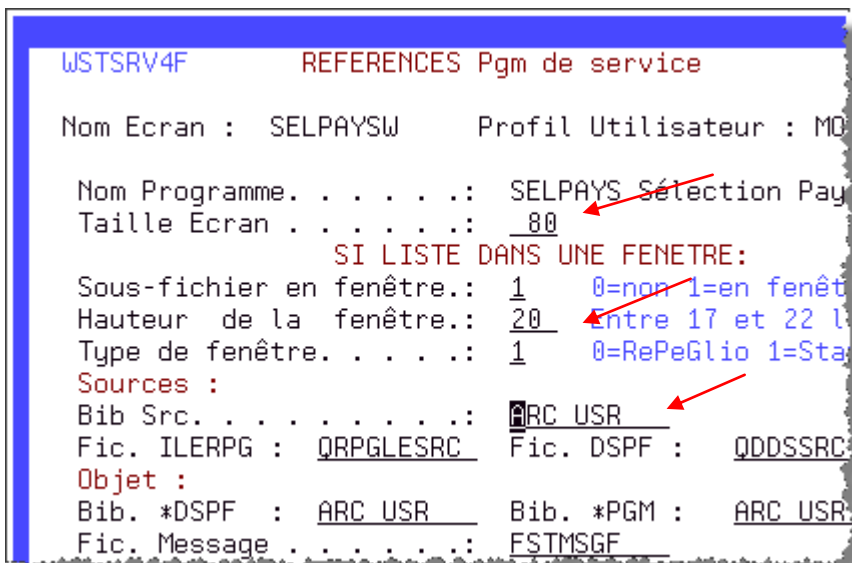 WSTSRV4F REFERENCES Pgm de service
Nom Ecran : SELPAYSW Profil Utilisateur : MO
Nom Programme. . . . . .: SELPAYS Sélection Pay
Taille Ecran . . . . . .: 80
SI LISTE DANS UNE FENETRE:
Sous-fichier en fenêtre.: 1 0=non 1=en fenêt
Hauteur de la fenêtre.: 20 Entre 17 et 22 l
Type de fenêtre. . . . .: 1 0=RePeGlio 1=Sta
Sources :
Bib Src. . . . . . . . .: ARC USR
Fic. ILERPG : QRPGLESRC Fic. DSPF : QDDSSRC
Objet :
Bib. *DSPF : ARC USR Bib. *PGM : ARC USR
Fic. Message . . . . . .: FSTMSGF